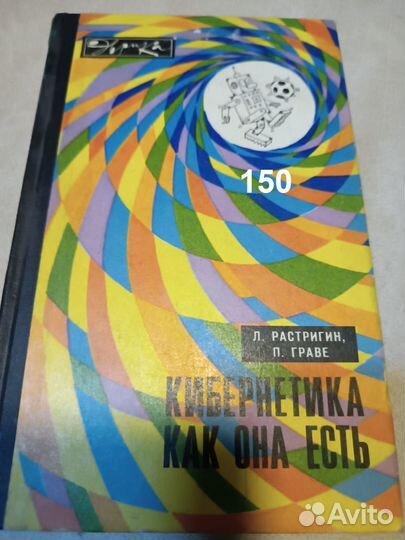 Эврика
150
Л. РАСТРИГИН,
П. ГРАВЕ
КИБЕРНЕТИКА
КАК ОНА ЕСТЬ
Avito